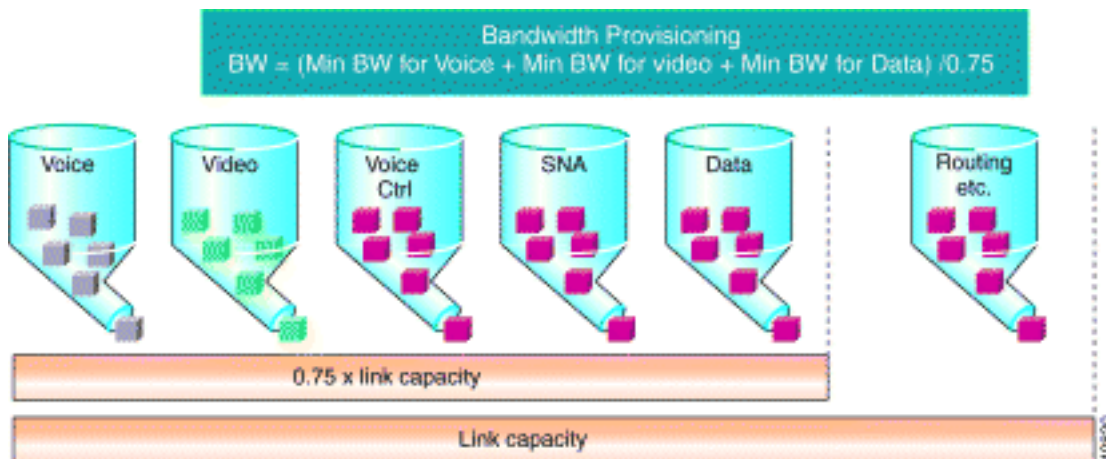 Bandwidth Provisioning
BW = (Min BW for Voice + Min BW for video + Min BW for Data) /0.75
Voice
Video
Voice
Ctrl
SNA
Data
Routing
etc.
0.75 x link capacity
Link capacity